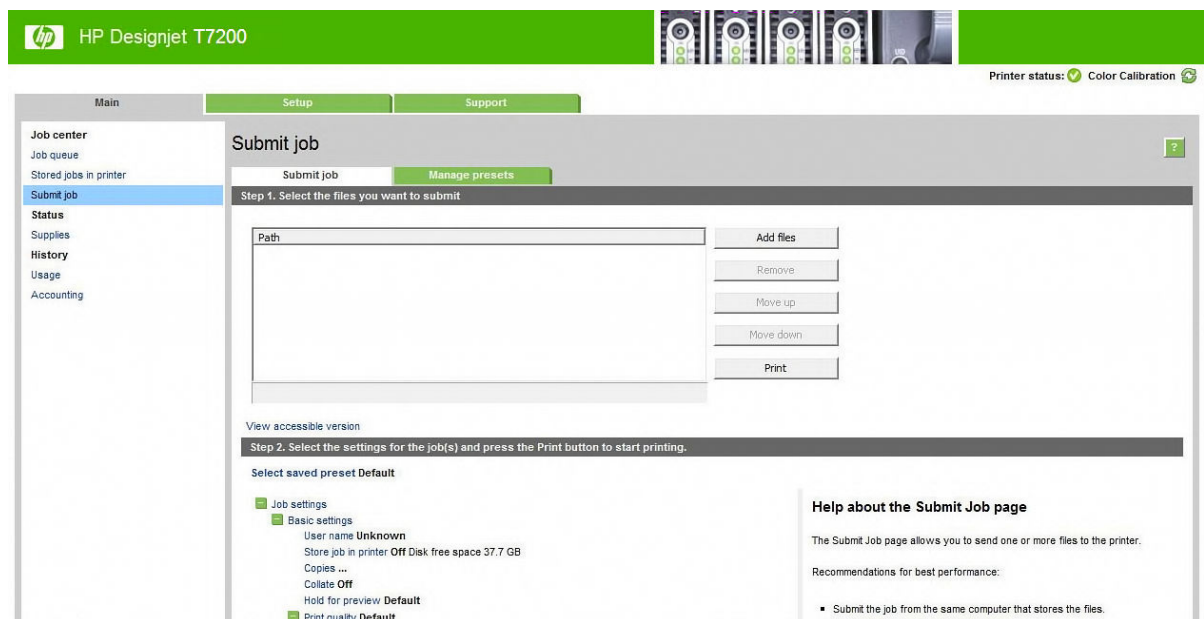 hp HP Designjet T7200
UID
Printer status: Color Calibration
Main Setup Support
Job center
Job queue
Stored jobs in printer
Submit job
Status
Supplies
History
Usage
Accounting
Submit job
?
Submit job Manage presets
Step 1. Select the files you want to submit
Path
Add files
Remove
Move up
Move down
Print
View accessible version
Step 2. Select the settings for the job(s) and press the Print button to start printing.
Select saved preset Default
Job settings
Basic settings
User name Unknown
Store job in printer Off Disk free space 37.7 GB
Copies ...
Collate Off
Hold for preview Default
Print quality Default
Help about the Submit Job page
The Submit Job page allows you to send one or more files to the printer.
Recommendations for best performance:
▪ Submit the job from the same computer that stores the files.